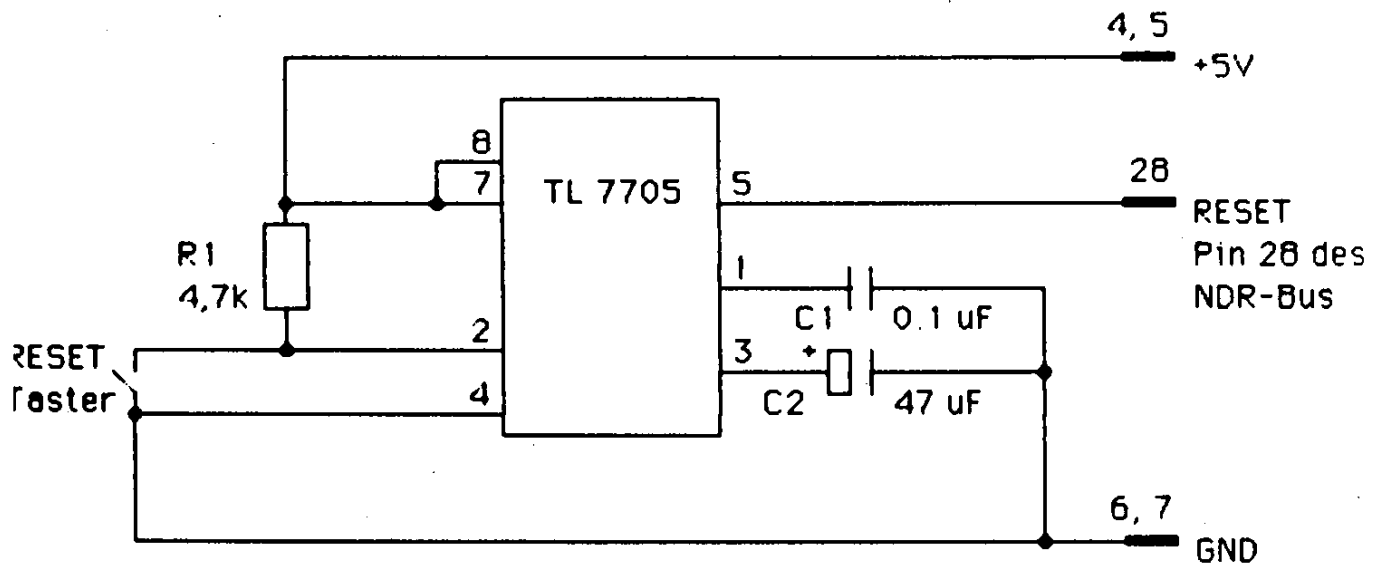 4, 5
+5V
8
7
TL 7705
5
28
RESET
Pin 28 des
NDR-Bus
R1
4,7k
1
C1
0.1 uF
2
RESET
Taster
4
3
+
C2
47 uF
6, 7
GND